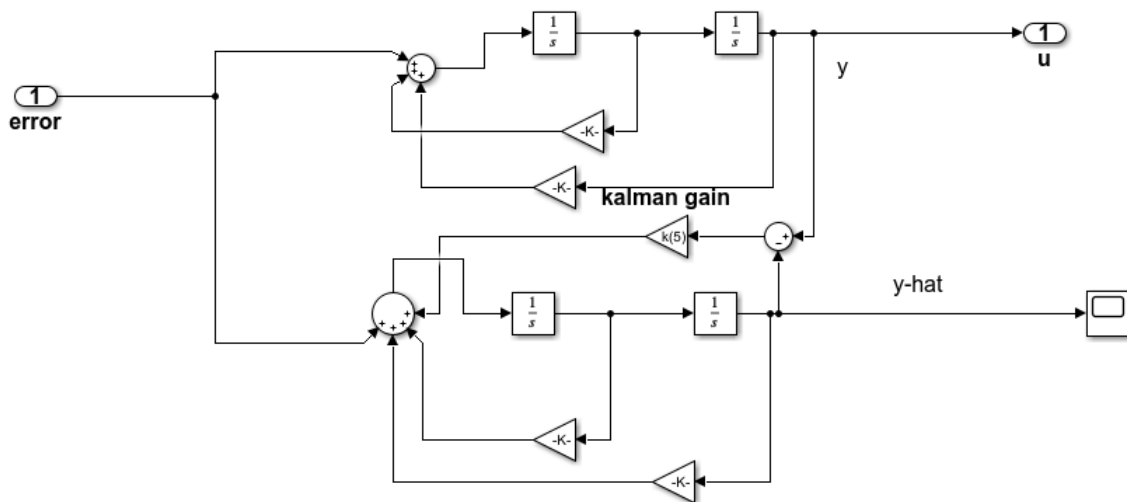 1
s
1
s
1
u
y
1
error
-K-
-K-
kalman gain
k(5)
y-hat
1
s
1
s
-K-
-K-